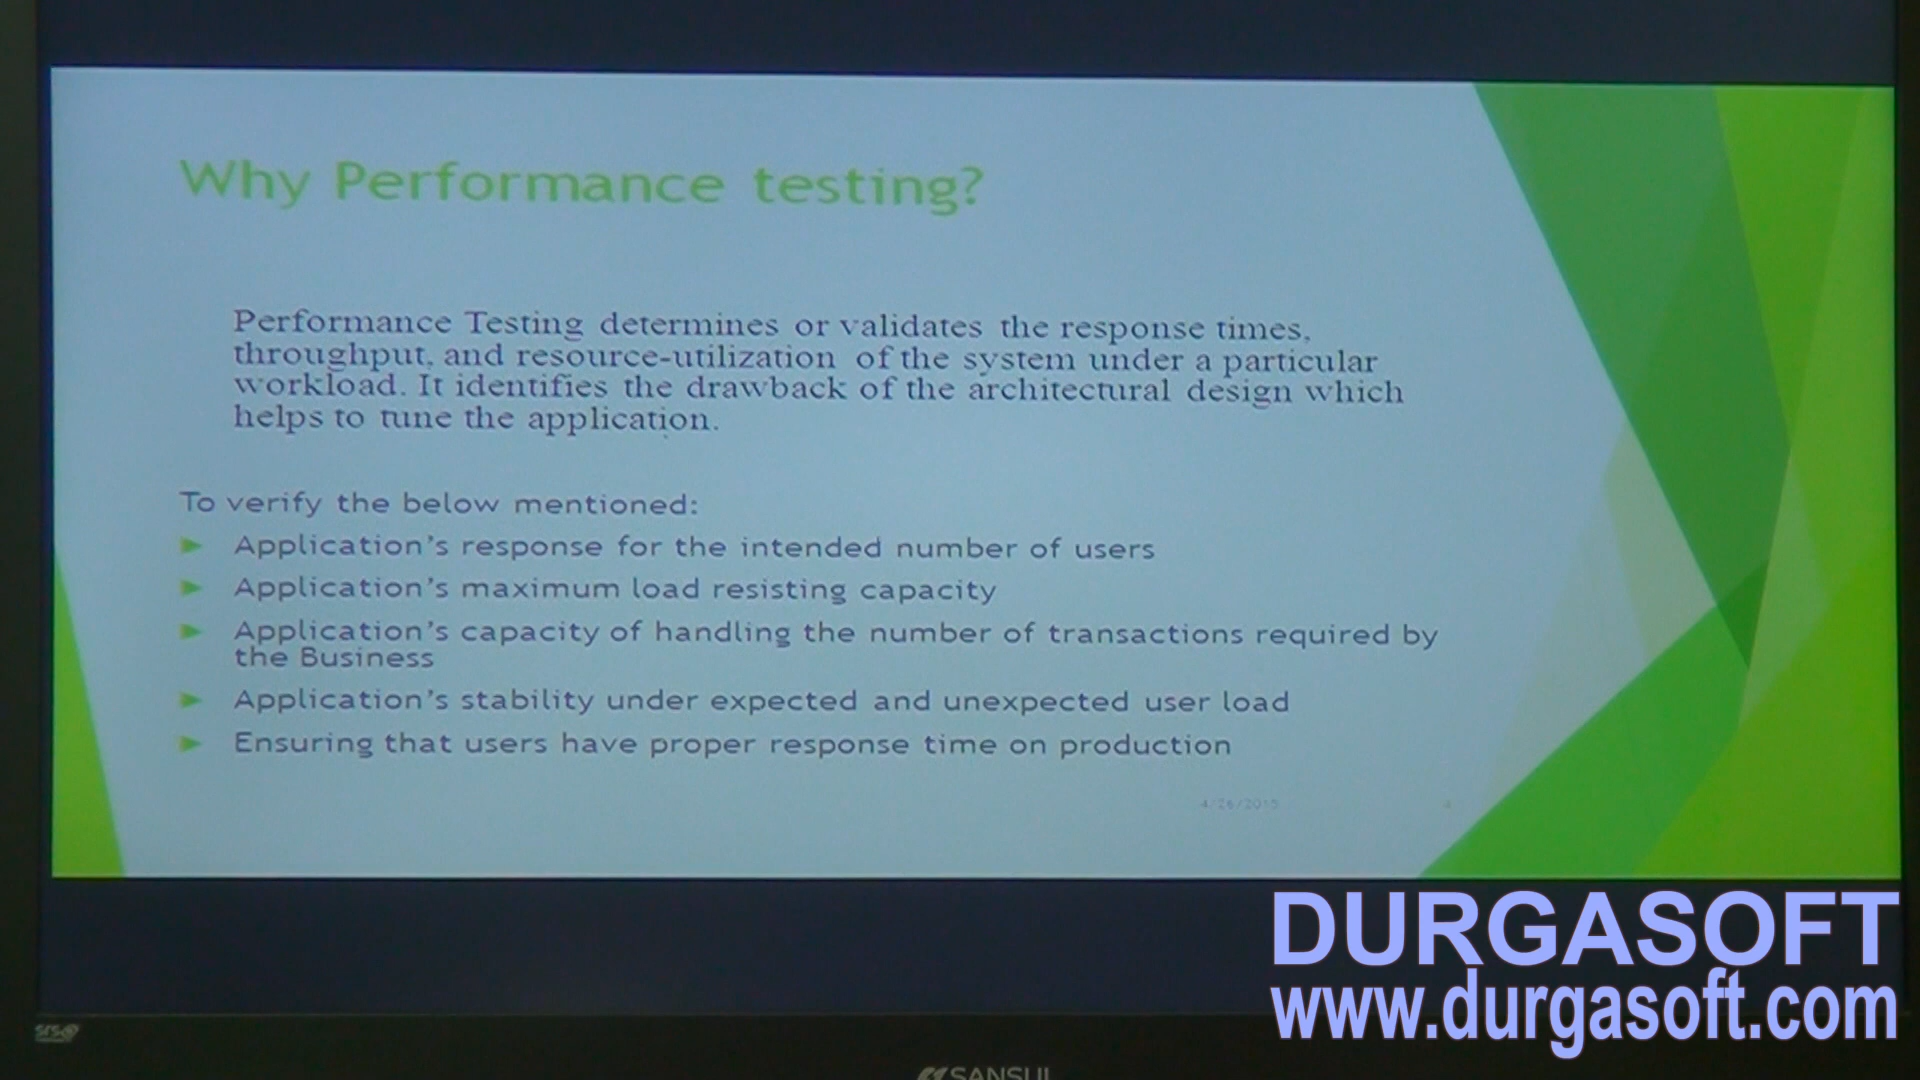 Why Performance testing?
Performance Testing determines or validates the response times,
throughput, and resource-utilization of the system under a particular
workload. It identifies the drawback of the architectural design which
helps to tune the application.
To verify the below mentioned:
Application's response for the intended number of users
Application's maximum load resisting capacity
Application's capacity of handling the number of transactions required by
the Business
Application's stability under expected and unexpected user load
Ensuring that users have proper response time on production
4/26/2015
4
DURGASOFT
www.durgasoft.com
SANSUI